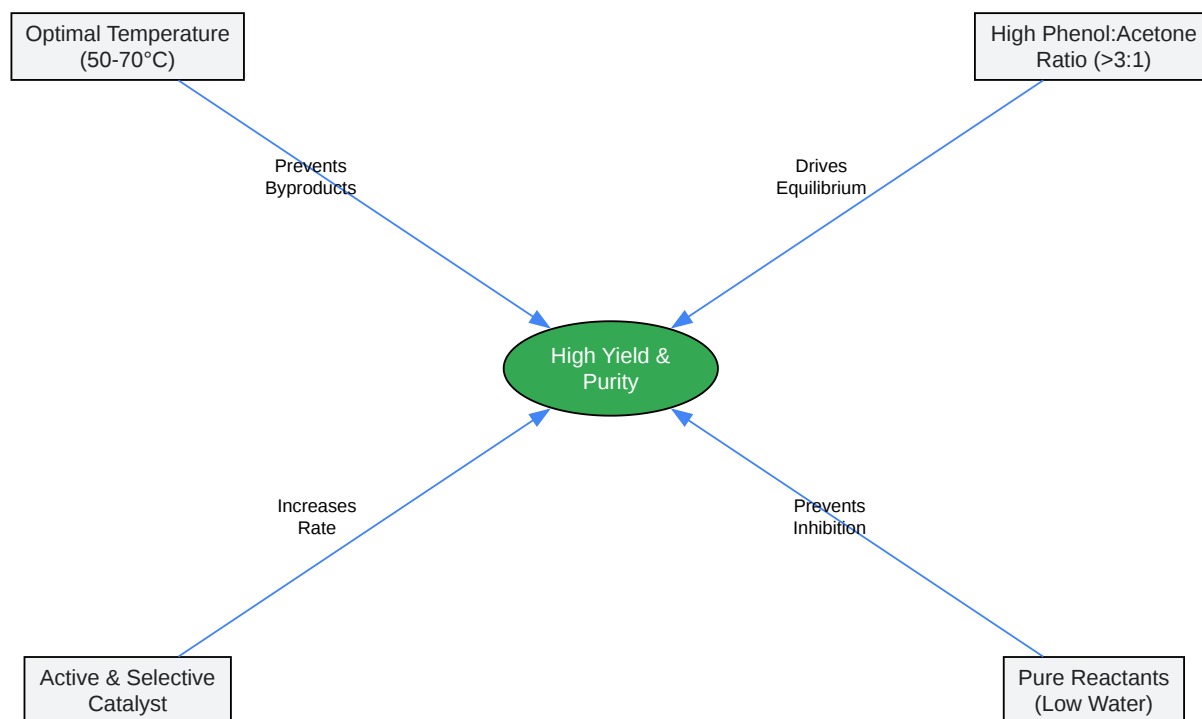 Optimal Temperature
(50-70°C)
High Phenol:Acetone
Ratio (>3:1)
Prevents
Byproducts
Drives
Equilibrium
High Yield &
Purity
Increases
Rate
Prevents
Inhibition
Active & Selective
Catalyst
Pure Reactants
(Low Water)